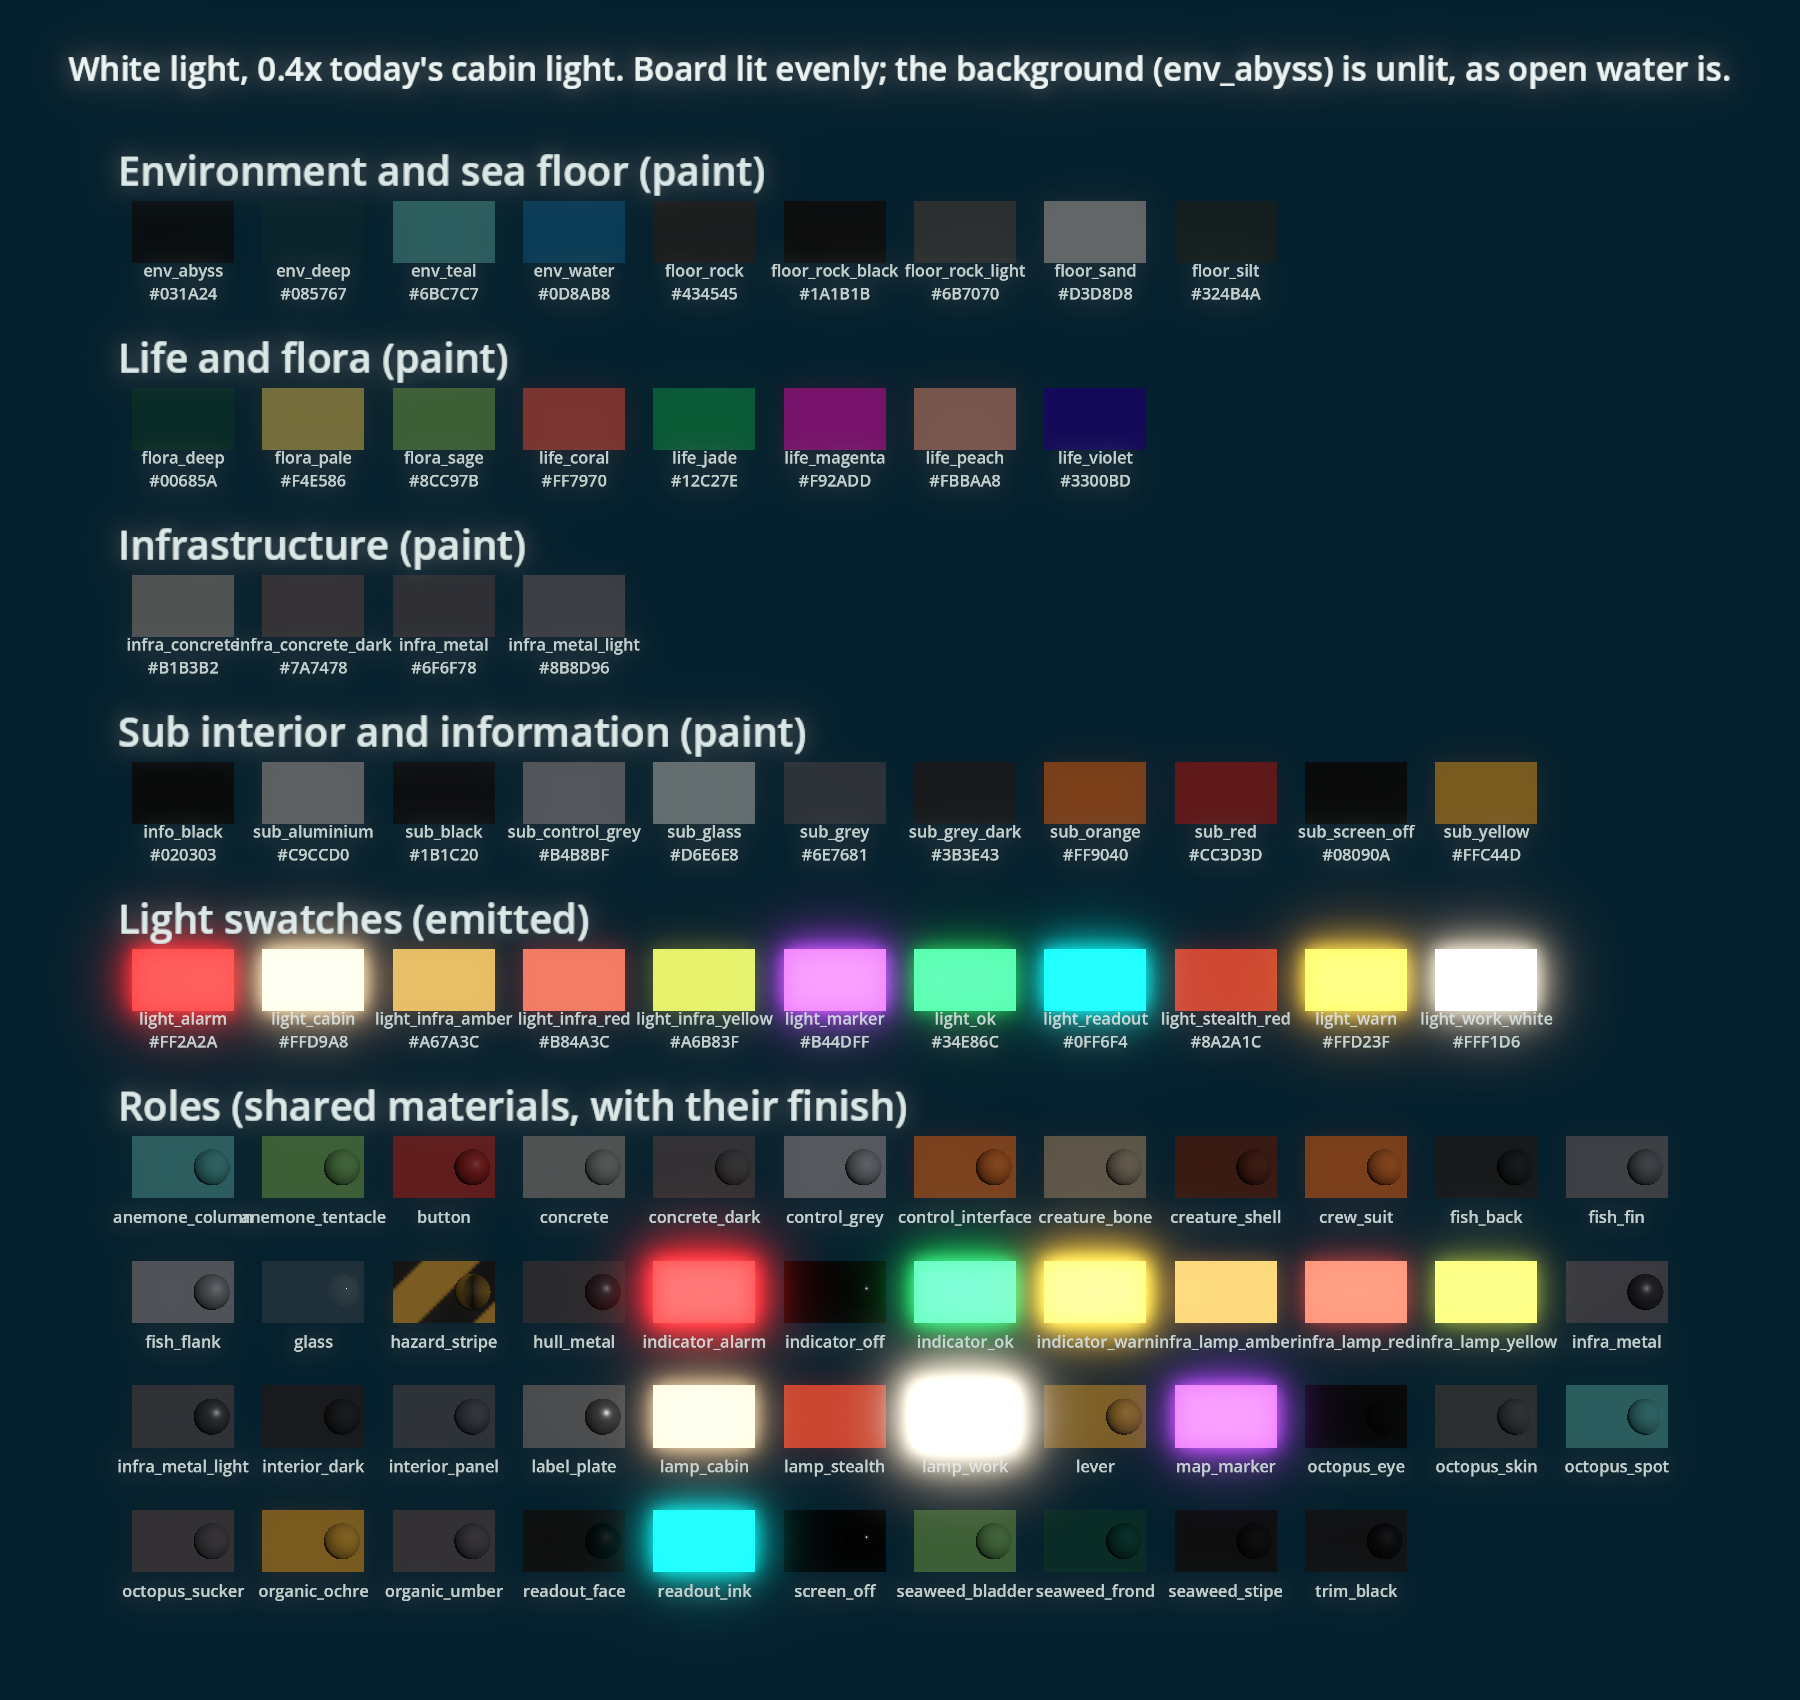 White light, 0.4x today's cabin light. Board lit evenly; the background (env_abyss) is unlit, as open water is.
Environment and sea floor (paint)
env_abyss env_deep env_teal env_water floor_rock floor_rock_black floor_rock_light floor_sand floor_silt
#031A24 #085767 #6BC7C7 #0D8AB8 #434545 #1A1B1B #6B7070 #D3D8D8 #324B4A
Life and flora (paint)
flora_deep flora_pale flora_sage life_coral life_jade life_magenta life_peach life_violet
#00685A #F4E586 #8CC97B #FF7970 #12C27E #F92ADD #FBBAA8 #3300BD
Infrastructure (paint)
infra_concrete infra_concrete_dark infra_metal infra_metal_light
#B1B3B2 #7A7478 #6F6F78 #8B8D96
Sub interior and information (paint)
info_black sub_aluminium sub_black sub_control_grey sub_glass sub_grey sub_grey_dark sub_orange sub_red sub_screen_off sub_yellow
#020303 #C9CCD0 #1B1C20 #B4B8BF #D6E6E8 #6E7681 #3B3E43 #FF9040 #CC3D3D #08090A #FFC44D
Light swatches (emitted)
light_alarm light_cabin light_infra_amber light_infra_red light_infra_yellow light_marker light_ok light_readout light_stealth_red light_warn light_work_white
#FF2A2A #FFD9A8 #A67A3C #B84A3C #A6B83F #B44DFF #34E86C #0FF6F4 #8A2A1C #FFD23F #FFF1D6
Roles (shared materials, with their finish)
anemone_column anemone_tentacle button concrete concrete_dark control_grey control_interface creature_bone creature_shell crew_suit fish_back fish_fin
fish_flank glass hazard_stripe hull_metal indicator_alarm indicator_off indicator_ok indicator_warn infra_lamp_amber infra_lamp_red infra_lamp_yellow infra_metal
infra_metal_light interior_dark interior_panel label_plate lamp_cabin lamp_stealth lamp_work lever map_marker octopus_eye octopus_skin octopus_spot
octopus_sucker organic_ochre organic_umber readout_face readout_ink screen_off seaweed_bladder seaweed_frond seaweed_stipe trim_black